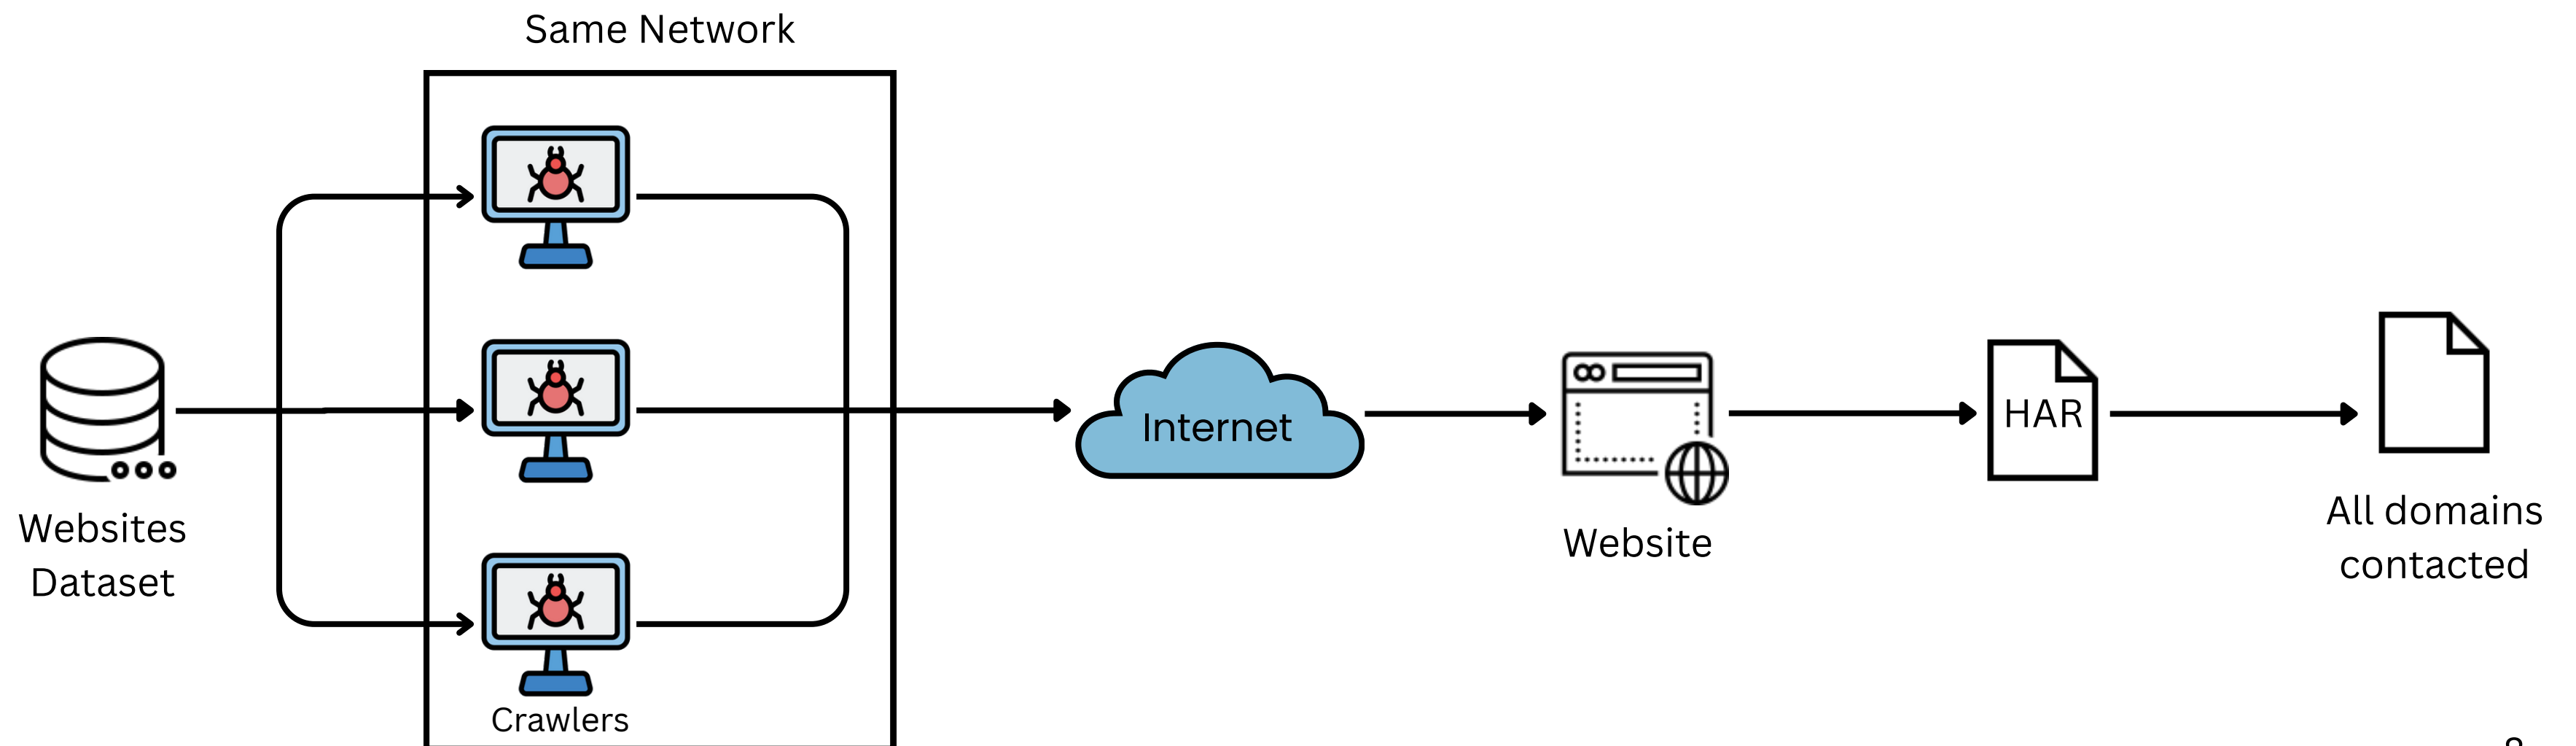 Same Network
Crawlers
Websites
Dataset
Internet
Website
HAR
All domains
contacted